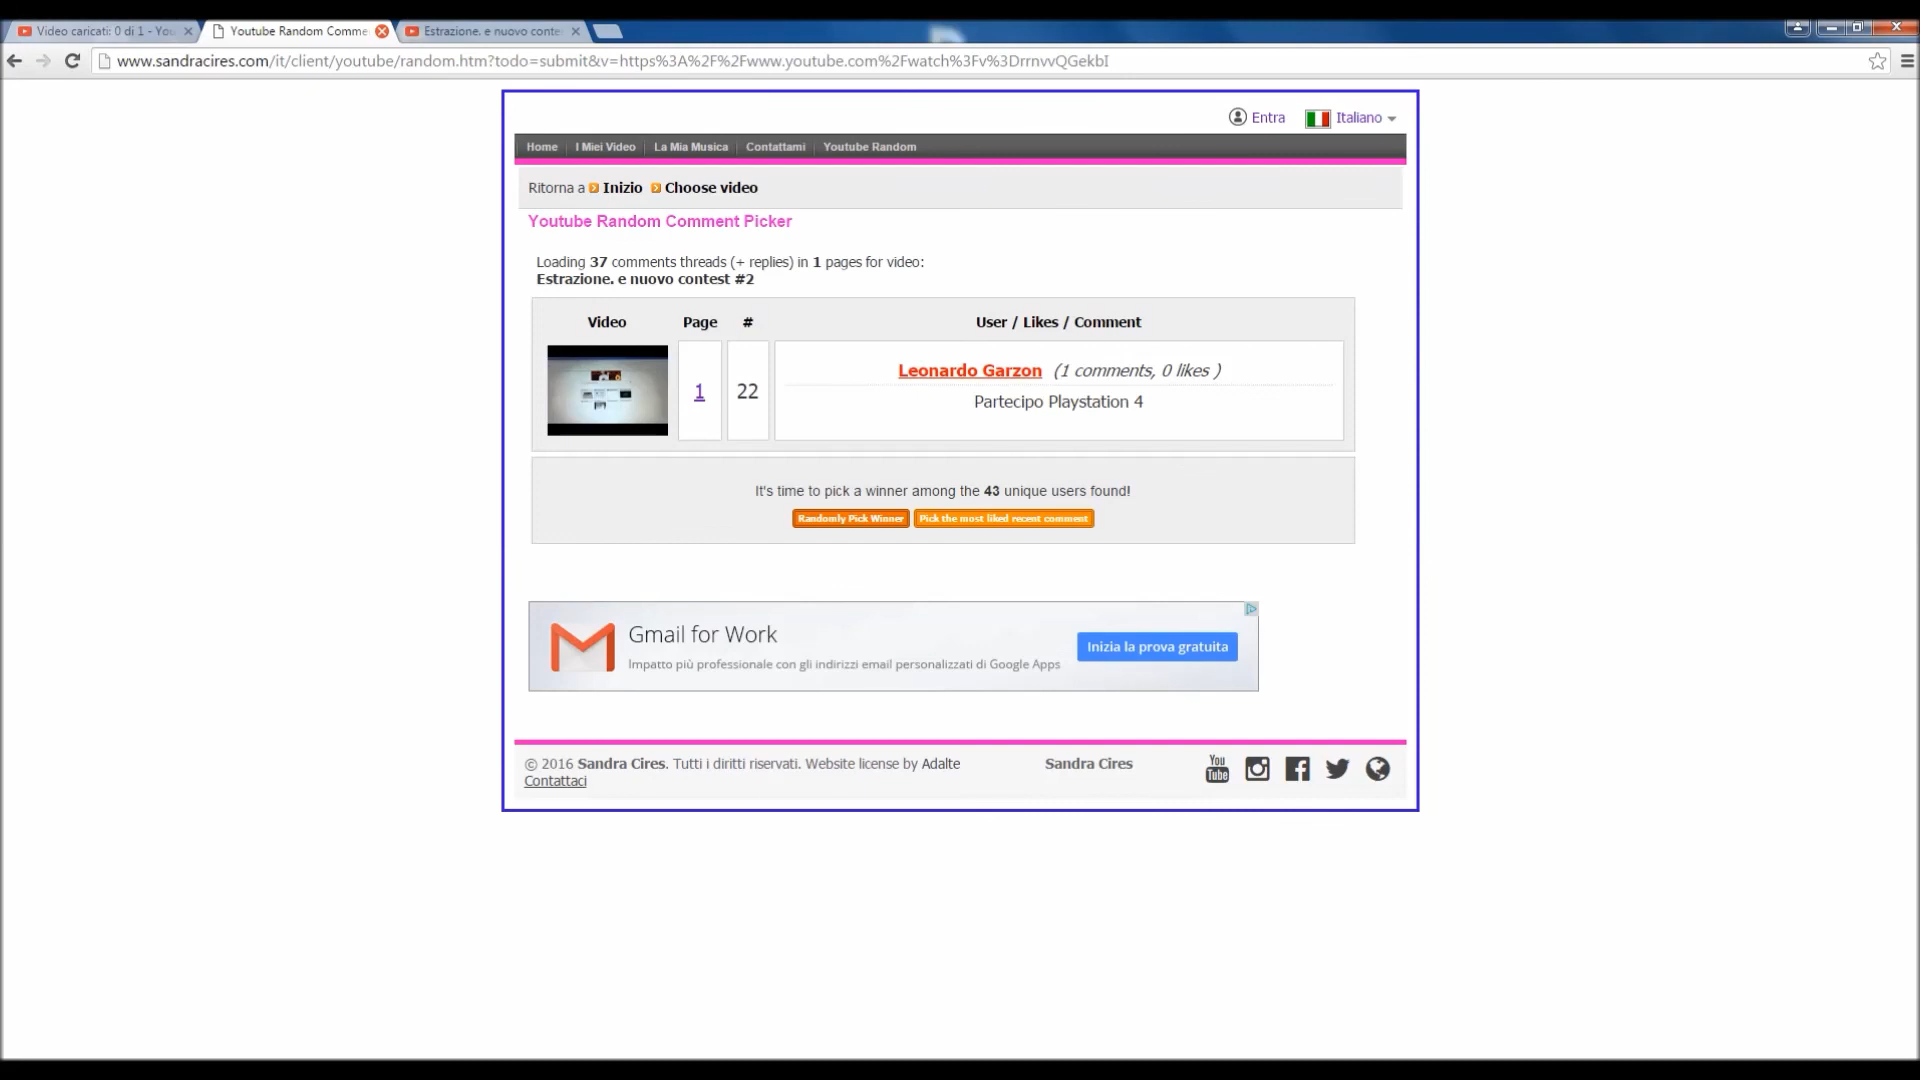 Video caricati: 0 di 1 - You
Youtube Random Comme
Estrazione. e nuovo conte
www.sandracires.com/it/client/youtube/random.htm?todo=submit&v=https%3A%2F%2Fwww.youtube.com%2Fwatch%3Fv%3DrrnvvQGekbI
Entra Italiano
Home I Miei Video La Mia Musica Contattami Youtube Random
Ritorna a Inizio Choose video
Youtube Random Comment Picker
Loading 37 comments threads (+ replies) in 1 pages for video:
Estrazione. e nuovo contest #2
Video Page # User / Likes / Comment
Leonardo Garzon (1 comments, 0 likes )
1 22
Partecipo Playstation 4
It's time to pick a winner among the 43 unique users found!
Randomly Pick Winner Pick the most liked recent comment
Gmail for Work
Impatto più professionale con gli indirizzi email personalizzati di Google Apps
Inizia la prova gratuita
© 2016 Sandra Cires. Tutti i diritti riservati. Website license by Adalte
Contattaci
Sandra Cires
You
Tube